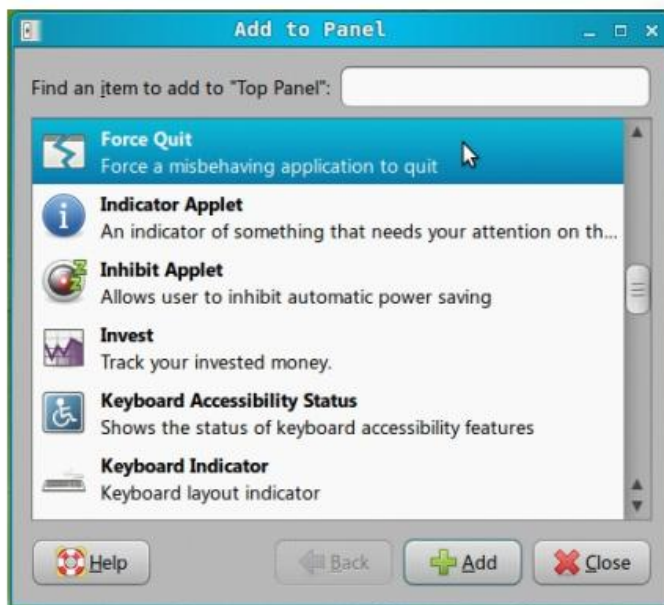 Add to Panel
Find an item to add to "Top Panel":
Force Quit
Force a misbehaving application to quit
Indicator Applet
An indicator of something that needs your attention on th...
Inhibit Applet
Allows user to inhibit automatic power saving
Invest
Track your invested money.
Keyboard Accessibility Status
Shows the status of keyboard accessibility features
Keyboard Indicator
Keyboard layout indicator
Help Back Add Close